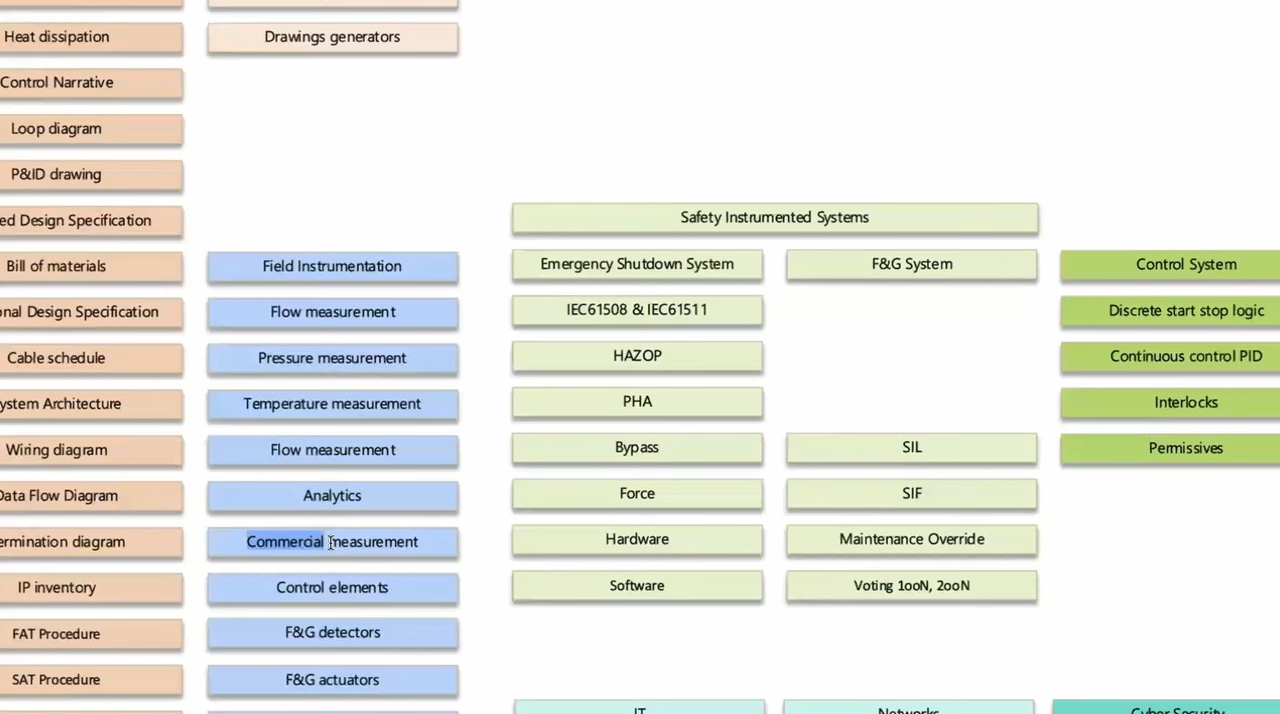 Heat dissipation
Drawings generators
Control Narrative
Loop diagram
P&ID drawing
Design Specification
Safety Instrumented Systems
Bill of materials
Field Instrumentation
Emergency Shutdown System
F&G System
Control System
Design Specification
Flow measurement
IEC61508 & IEC61511
Discrete start stop logic
Cable schedule
Pressure measurement
HAZOP
Continuous control PID
Architecture
Temperature measurement
PHA
Interlocks
Wiring diagram
Flow measurement
Bypass
SIL
Permissives
Data Flow Diagram
Analytics
Force
SIF
diagram
Commercial measurement
Hardware
Maintenance Override
IP inventory
Control elements
Software
Voting 1ooN, 2ooN
FAT Procedure
F&G detectors
SAT Procedure
F&G actuators
IT
Networks
Cyber Security